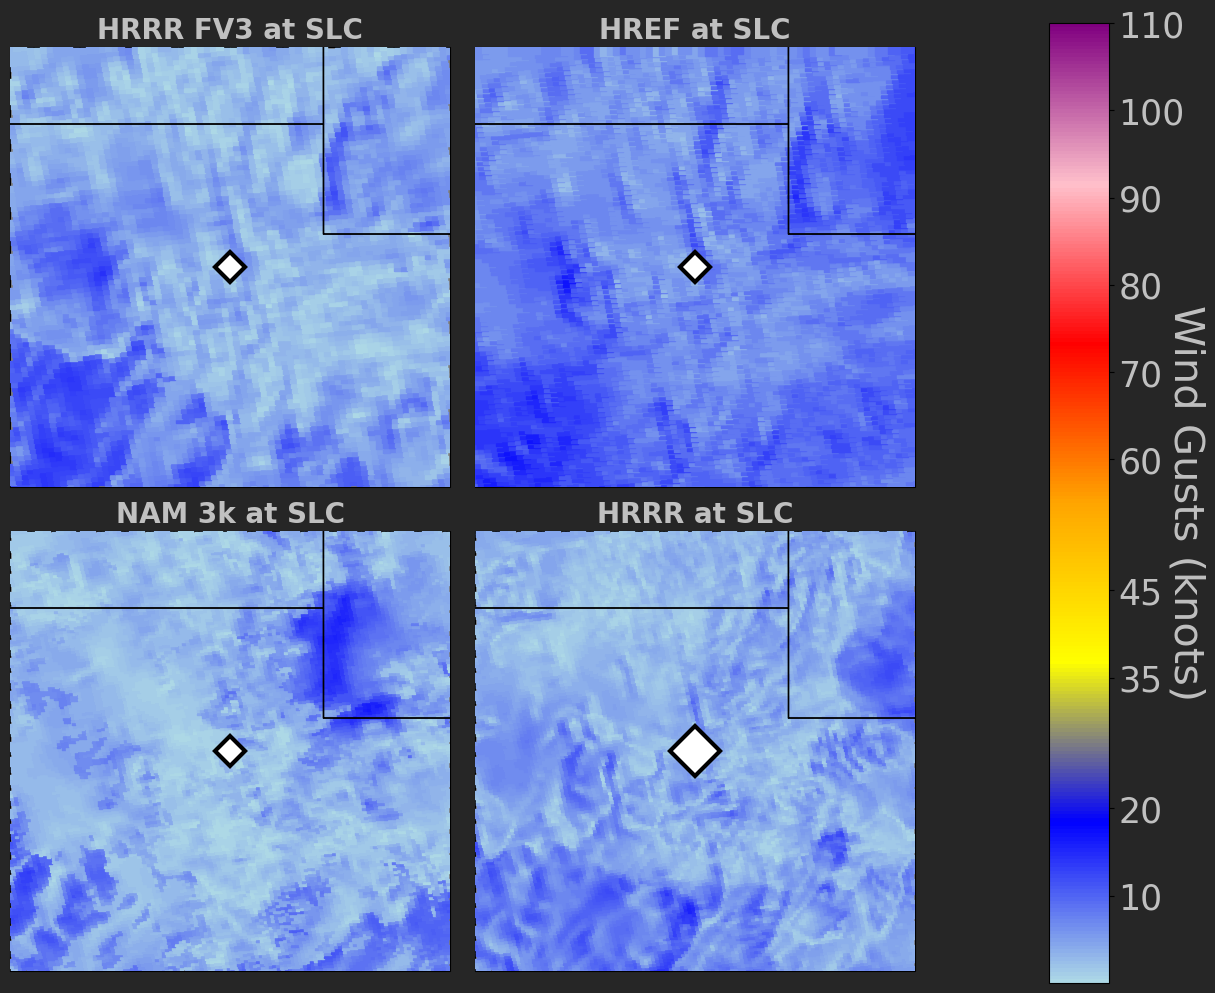 HRRR FV3 at SLC
HREF at SLC
NAM 3k at SLC
HRRR at SLC
110
100
90
80
70
60
45
35
20
10
Wind Gusts (knots)